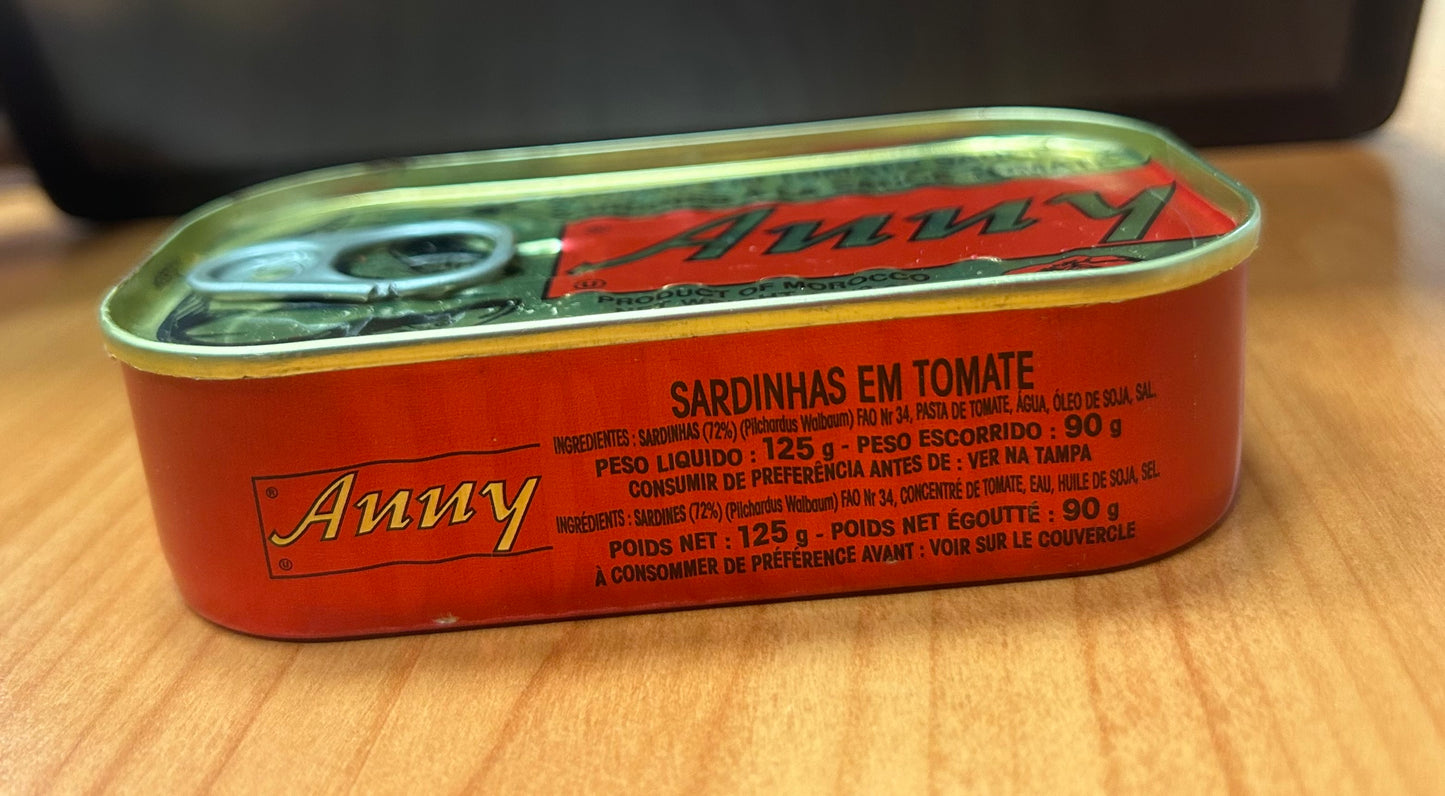 Anny
PRODUCT OF MOROCCO
SARDINHAS EM TOMATE
INGREDIENTES : SARDINHAS (72%) (Pilchardus Walbaum) FAO Nr 34, PASTA DE TOMATE, ÁGUA, ÓLEO DE SOJA, SAL.
PESO LIQUIDO : 125 g - PESO ESCORRIDO : 90 g
CONSUMIR DE PREFERÊNCIA ANTES DE : VER NA TAMPA
Anny
INGRÉDIENTS : SARDINES (72%) (Pilchardus Walbaum) FAO Nr 34, CONCENTRÉ DE TOMATE, EAU, HUILE DE SOJA, SEL.
POIDS NET : 125 g - POIDS NET ÉGOUTTÉ : 90 g
À CONSOMMER DE PRÉFÉRENCE AVANT : VOIR SUR LE COUVERCLE